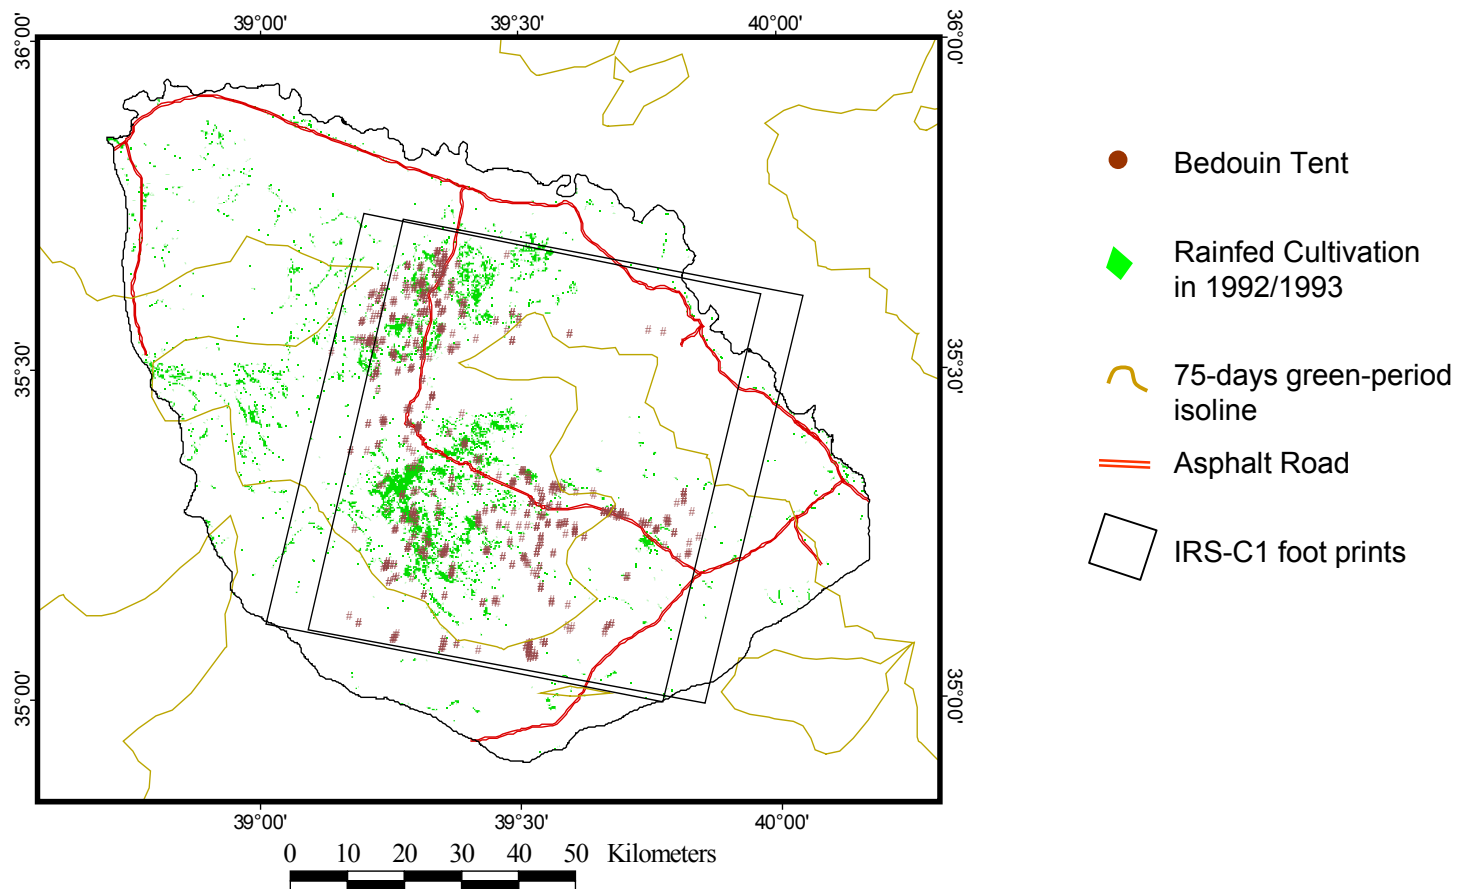 39°00' 39°30' 40°00'
36°00' 36°00'
35°30' 35°30'
35°00' 35°00'
39°00' 39°30' 40°00'
0 10 20 30 40 50 Kilometers
Bedouin Tent
Rainfed Cultivation
in 1992/1993
75-days green-period
isoline
Asphalt Road
IRS-C1 foot prints